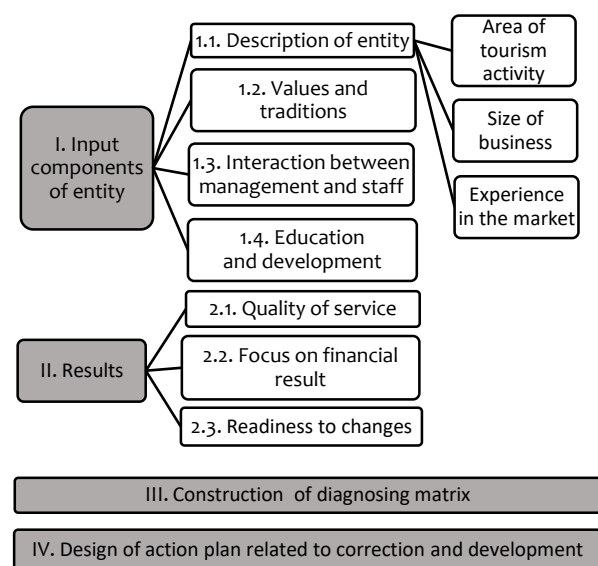 I. Input
components
of entity
1.1. Description of entity
1.2. Values and
traditions
1.3. Interaction between
management and staff
1.4. Education
and development
Area of
tourism
activity
Size of
business
Experience
in the market
II. Results
2.1. Quality of service
2.2. Focus on financial
result
2.3. Readiness to changes
III. Construction of diagnosing matrix
IV. Design of action plan related to correction and development